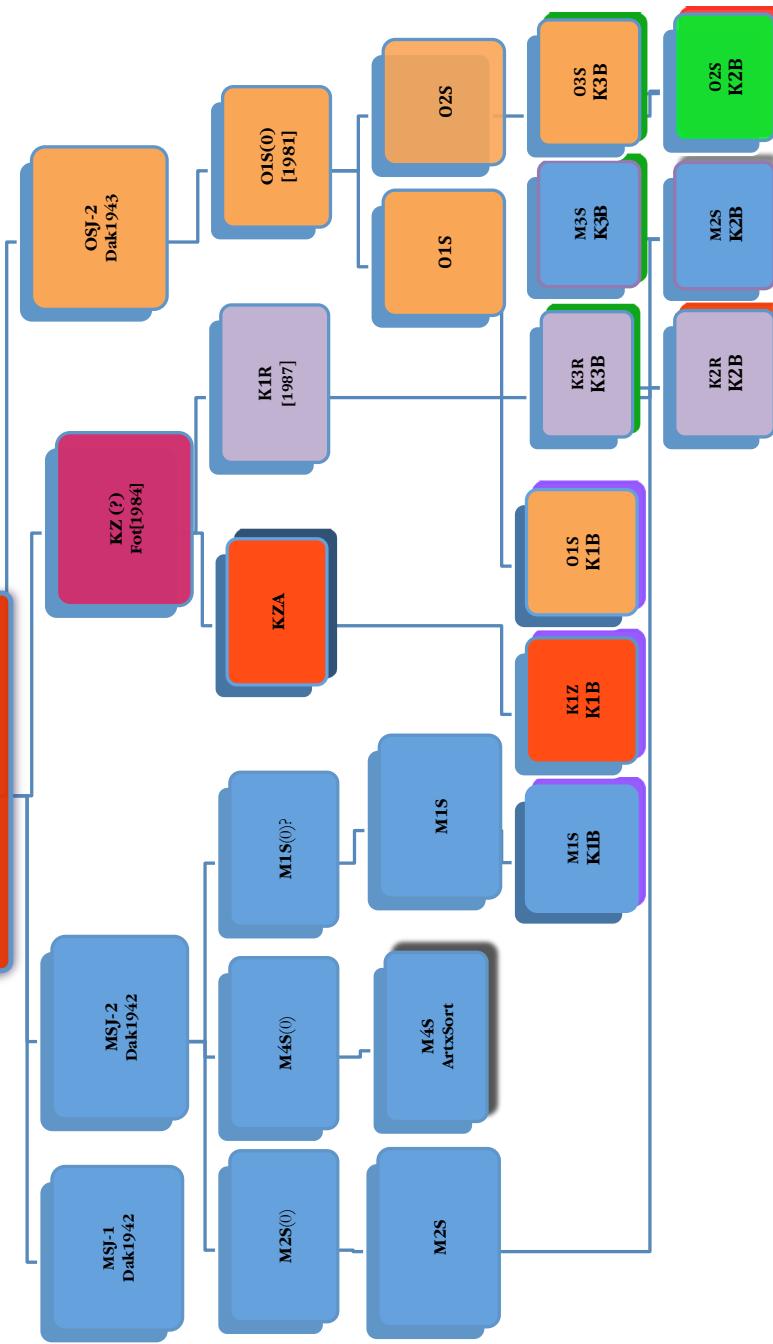 MSJ-1
Dak1942
MSJ-2
Dak1942
KZ (?)
Fot[1984]
OSJ-2
Dak1943
M2S(0)
M4S(0)
M1S(0)?
KZA
K1R
[1987]
O1S(0)
[1981]
M2S
M4S
ArtxSort
M1S
O1S
O2S
M1S
K1B
K1Z
K1B
O1S
K1B
K3R
K3B
M3S
K3B
O3S
K3B
K2R
K2B
M2S
K2B
O2S
K2B